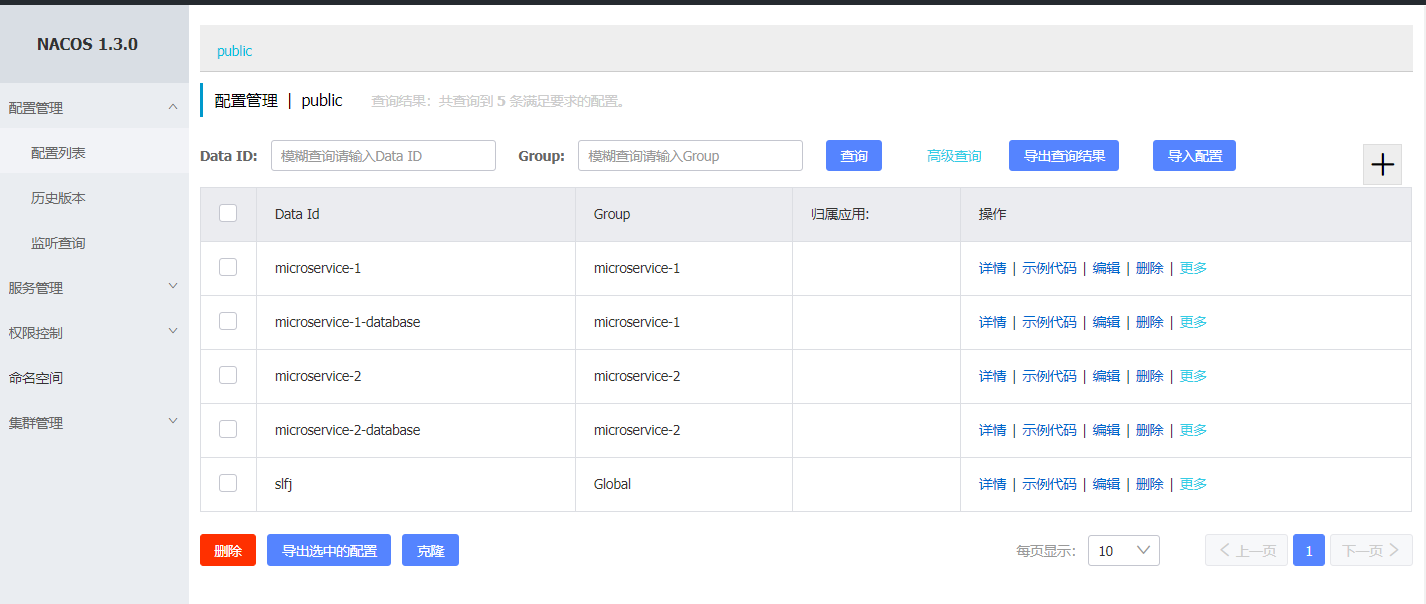 NACOS 1.3.0
配置管理
配置列表
历史版本
监听查询
服务管理
权限控制
命名空间
集群管理
public
配置管理 | public 查询结果：共查询到 5 条满足要求的配置。
Data ID: 模糊查询请输入Data ID Group: 模糊查询请输入Group 查询 高级查询 导出查询结果 导入配置
Data Id Group 归属应用: 操作
microservice-1 microservice-1 详情 | 示例代码 | 编辑 | 删除 | 更多
microservice-1-database microservice-1 详情 | 示例代码 | 编辑 | 删除 | 更多
microservice-2 microservice-2 详情 | 示例代码 | 编辑 | 删除 | 更多
microservice-2-database microservice-2 详情 | 示例代码 | 编辑 | 删除 | 更多
slfj Global 详情 | 示例代码 | 编辑 | 删除 | 更多
删除 导出选中的配置 克隆 每页显示: 10 上一页 1 下一页